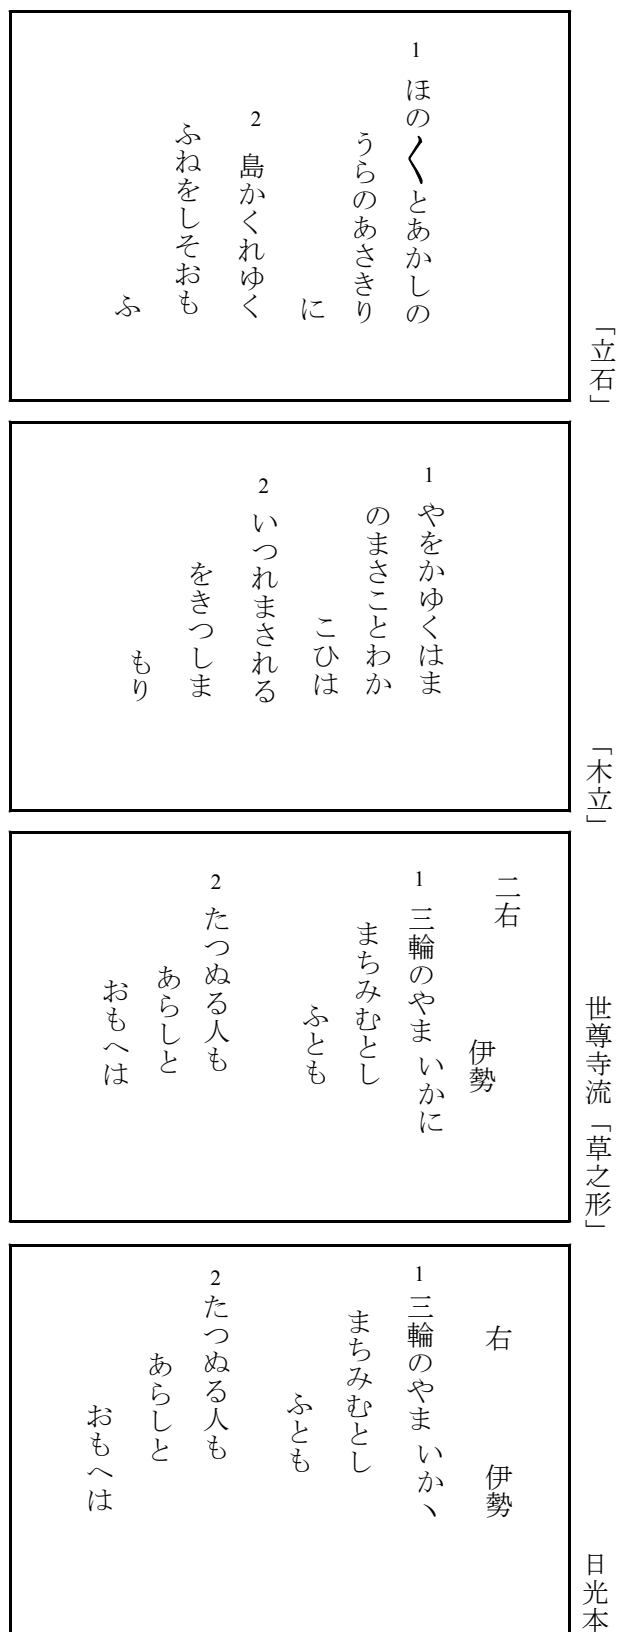 「立石」
1 ほの〱とあかしの
うらのあさきり
に
2 島かくれゆく
ふねをしそおも
ふ
「木立」
1 やをかゆくはま
のまさことわか
こひは
2 いつれまされる
をきつしま
もり
世尊寺流「草之形」
二右
伊勢
1 三輪のやま いかに
まちみむとし
ふとも
2 たつぬる人も
あらしと
おもへは
日光本
右 伊勢
1 三輪のやま いかヽ
まちみむとし
ふとも
2 たつぬる人も
あらしと
おもへは